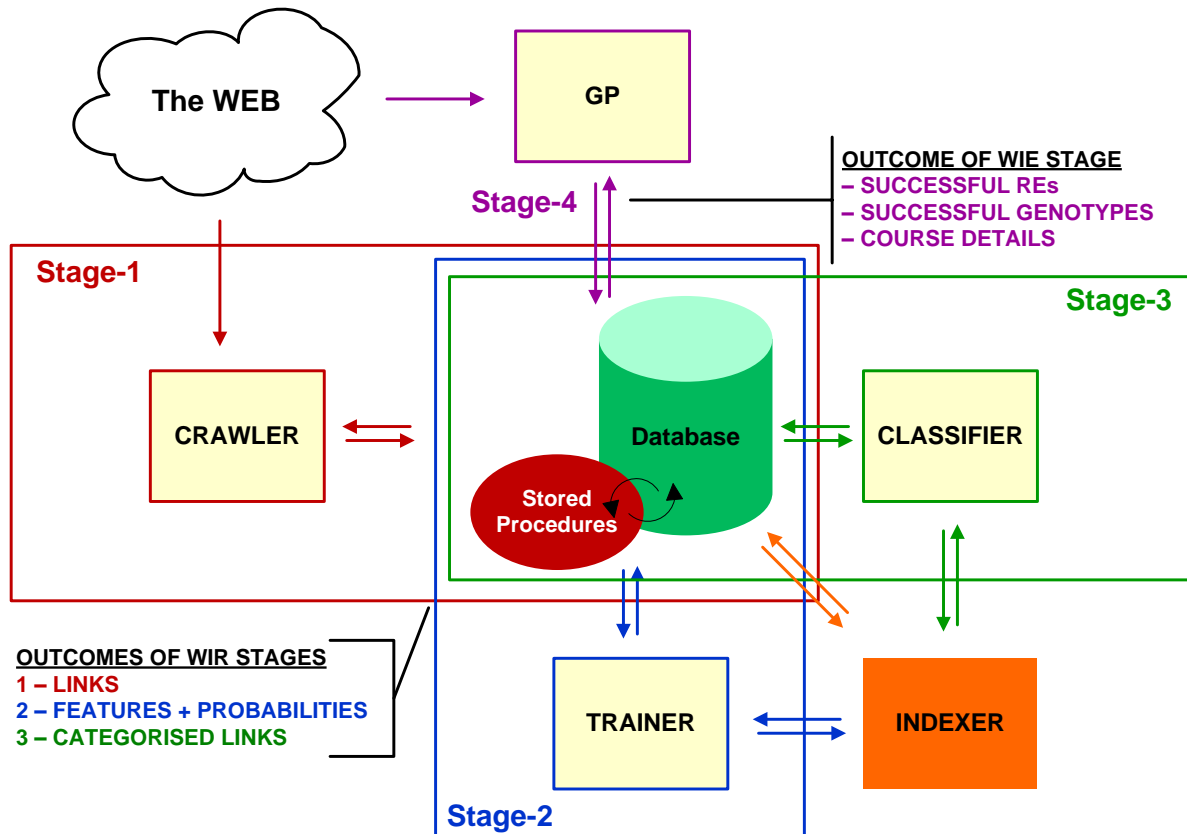 The WEB
GP
OUTCOME OF WIE STAGE
– SUCCESSFUL REs
– SUCCESSFUL GENOTYPES
– COURSE DETAILS
Stage-4
Stage-1
Stage-3
CRAWLER
Database
CLASSIFIER
Stored
Procedures
OUTCOMES OF WIR STAGES
1 – LINKS
2 – FEATURES + PROBABILITIES
3 – CATEGORISED LINKS
TRAINER
INDEXER
Stage-2